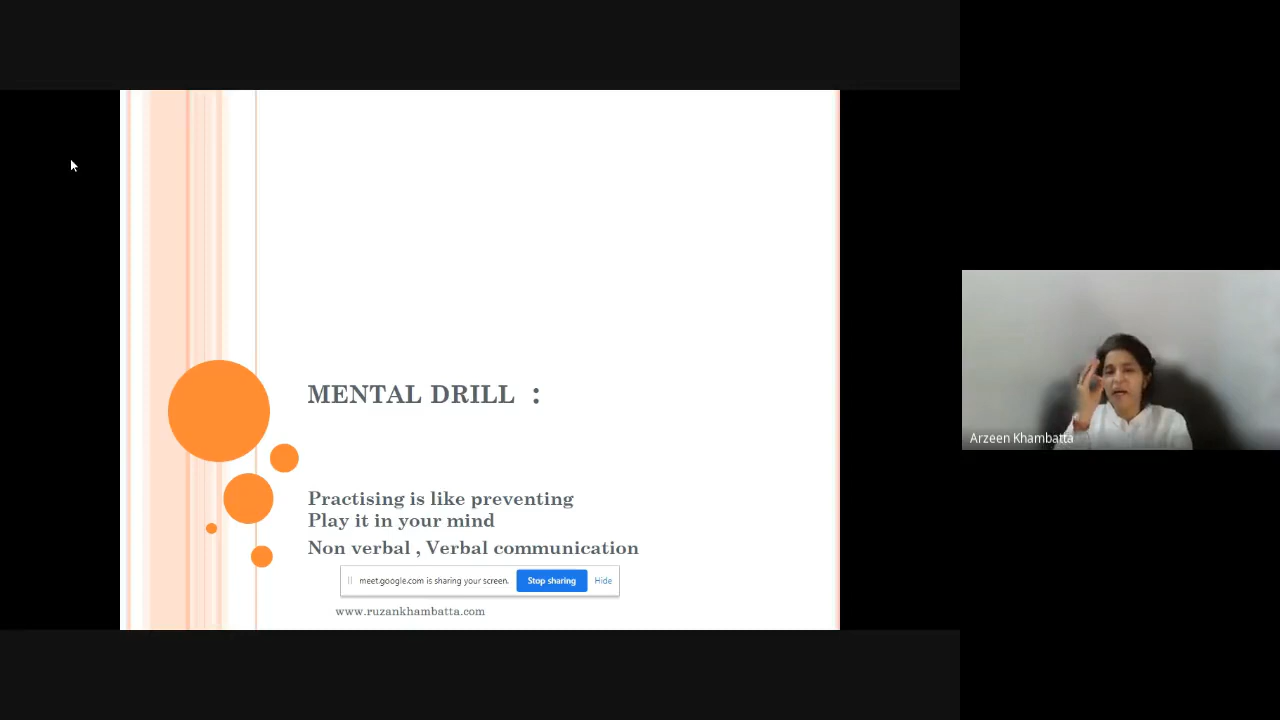 MENTAL DRILL :
Practising is like preventing
Play it in your mind
Non verbal , Verbal communication
meet.google.com is sharing your screen.
Stop sharing
Hide
www.ruzankhambatta.com
Arzeen Khambatta